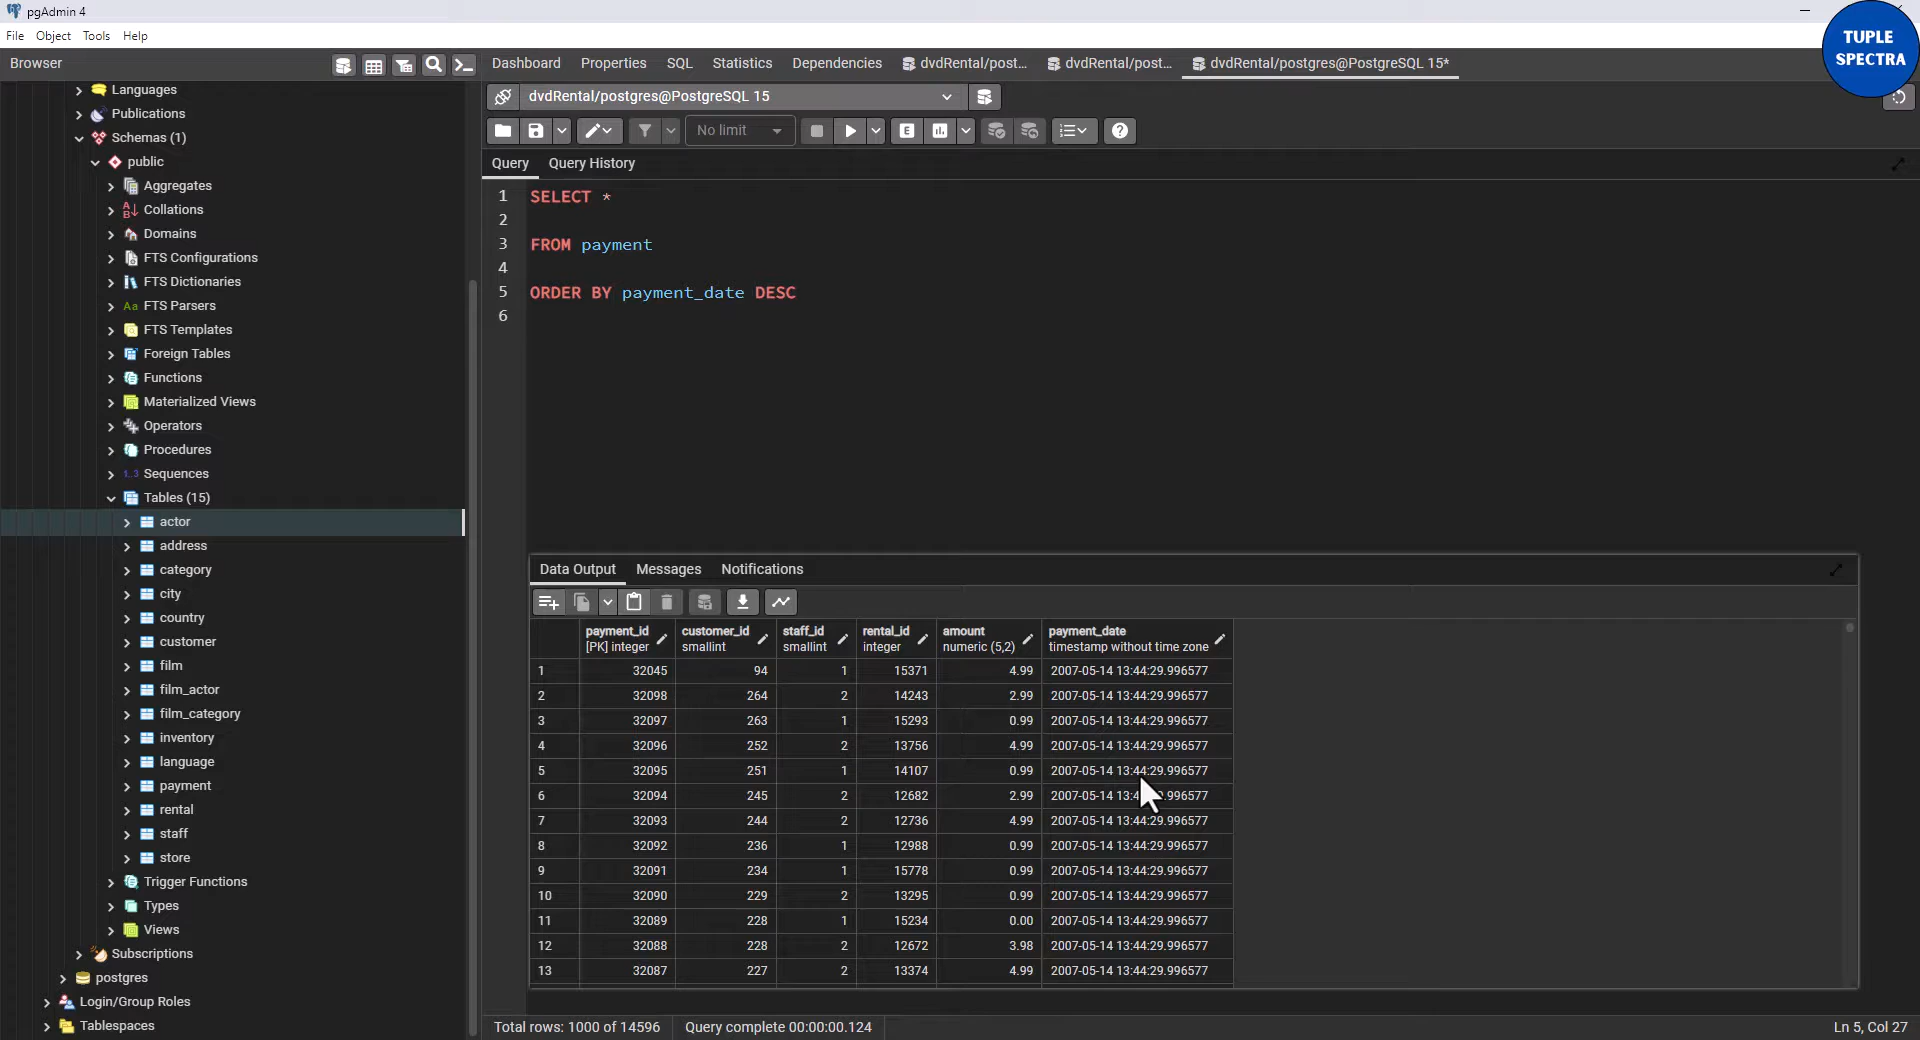 pgAdmin 4
TUPLE
SPECTRA
File Object Tools Help
Browser
Dashboard Properties SQL Statistics Dependencies dvdRental/post... dvdRental/post... dvdRental/postgres@PostgreSQL 15*
dvdRental/postgres@PostgreSQL 15
No limit
Query Query History
1 SELECT *
2
3 FROM payment
4
5 ORDER BY payment_date DESC
6
Languages
Publications
Schemas (1)
public
Aggregates
Collations
Domains
FTS Configurations
FTS Dictionaries
Aa FTS Parsers
FTS Templates
Foreign Tables
Functions
Materialized Views
Operators
Procedures
1..3 Sequences
Tables (15)
actor
address
category
city
country
customer
film
film_actor
film_category
inventory
language
payment
rental
staff
store
Trigger Functions
Types
Views
Subscriptions
postgres
Login/Group Roles
Tablespaces
Data Output Messages Notifications
payment_id customer_id staff_id rental_id amount payment_date
[PK] integer smallint smallint integer numeric (5,2) timestamp without time zone
1 32045 94 1 15371 4.99 2007-05-14 13:44:29.996577
2 32098 264 2 14243 2.99 2007-05-14 13:44:29.996577
3 32097 263 1 15293 0.99 2007-05-14 13:44:29.996577
4 32096 252 2 13756 4.99 2007-05-14 13:44:29.996577
5 32095 251 1 14107 0.99 2007-05-14 13:44:29.996577
6 32094 245 2 12682 2.99 2007-05-14 13:4 .996577
7 32093 244 2 12736 4.99 2007-05-14 13:44:29.996577
8 32092 236 1 12988 0.99 2007-05-14 13:44:29.996577
9 32091 234 1 15778 0.99 2007-05-14 13:44:29.996577
10 32090 229 2 13295 0.99 2007-05-14 13:44:29.996577
11 32089 228 1 15234 0.00 2007-05-14 13:44:29.996577
12 32088 228 2 12672 3.98 2007-05-14 13:44:29.996577
13 32087 227 2 13374 4.99 2007-05-14 13:44:29.996577
Total rows: 1000 of 14596 Query complete 00:00:00.124 Ln 5, Col 27